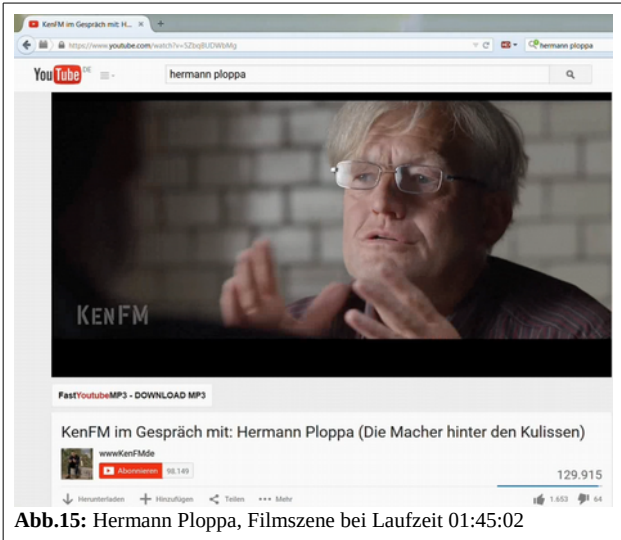 KenFM im Gespräch mit: H...
https://www.youtube.com/watch?v=5ZbqBUDWbMg
hermann ploppa
YouTube DE
hermann ploppa
KENFM
FastYoutubeMP3 - DOWNLOAD MP3
KenFM im Gespräch mit: Hermann Ploppa (Die Macher hinter den Kulissen)
wwwKenFMde
Abonnieren 98.149
129.915
Herunterladen Hinzufügen Teilen Mehr 1.653 64
Abb.15: Hermann Ploppa, Filmszene bei Laufzeit 01:45:02